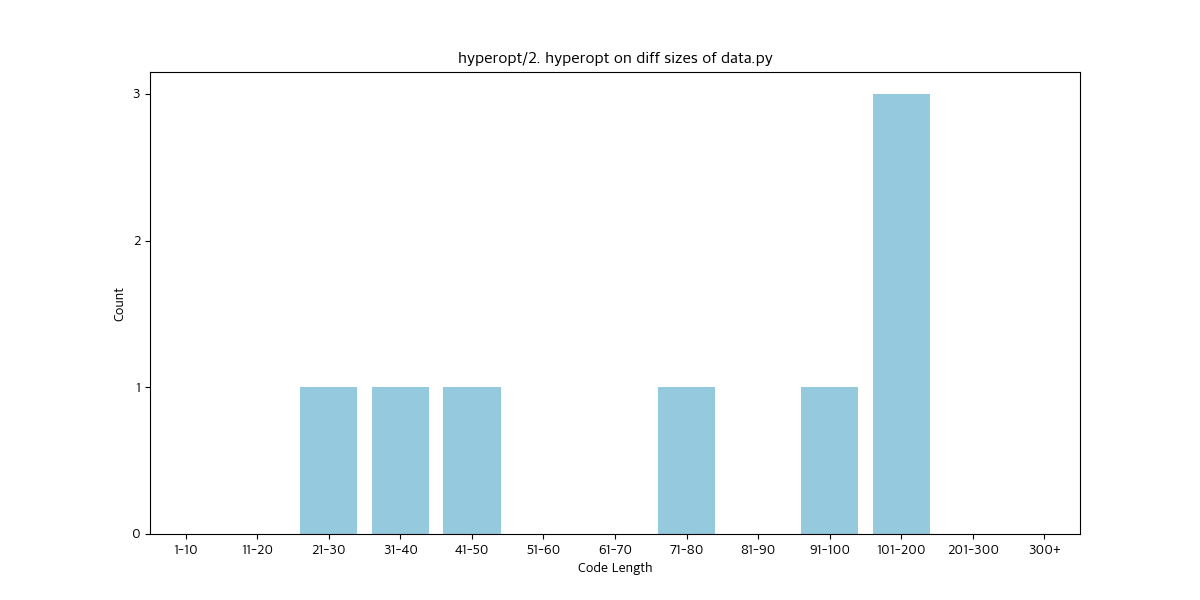 hyperopt/2. hyperopt on diff sizes of data.py
3
2
1
0
Count
1-10 11-20 21-30 31-40 41-50 51-60 61-70 71-80 81-90 91-100 101-200 201-300 300+
Code Length